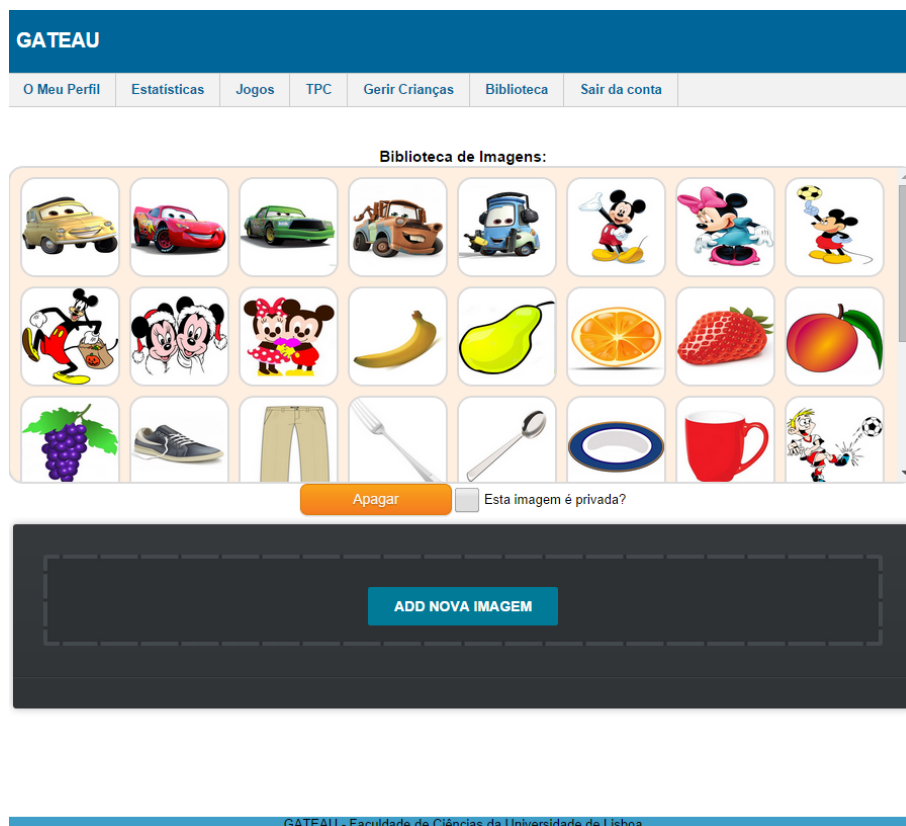 GATEAU
O Meu Perfil Estatísticas Jogos TPC Gerir Crianças Biblioteca Sair da conta
Biblioteca de Imagens:
Apagar Esta imagem é privada?
ADD NOVA IMAGEM
GATEAU - Faculdade de Ciências da Universidade de Lisboa